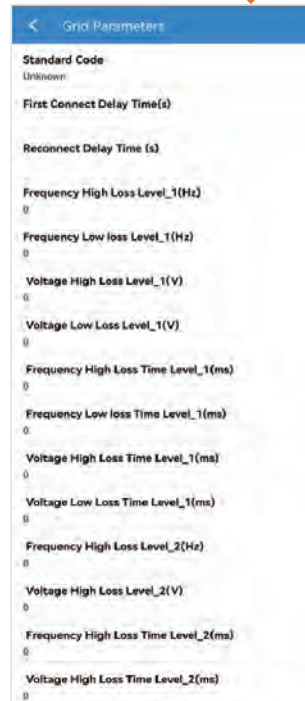 Grid Parameters
Standard Code
Unknown
First Connect Delay Time(s)
Reconnect Delay Time (s)
Frequency High Loss Level_1(Hz)
0
Frequency Low loss Level_1(Hz)
0
Voltage High Loss Level_1(V)
0
Voltage Low Loss Level_1(V)
0
Frequency High Loss Time Level_1(ms)
0
Frequency Low loss Time Level_1(ms)
0
Voltage High Loss Time Level_1(ms)
0
Voltage Low Loss Time Level_1(ms)
0
Frequency High Loss Level_2(Hz)
0
Voltage High Loss Level_2(V)
0
Frequency High Loss Time Level_2(ms)
0
Voltage High Loss Time Level_2(ms)
0